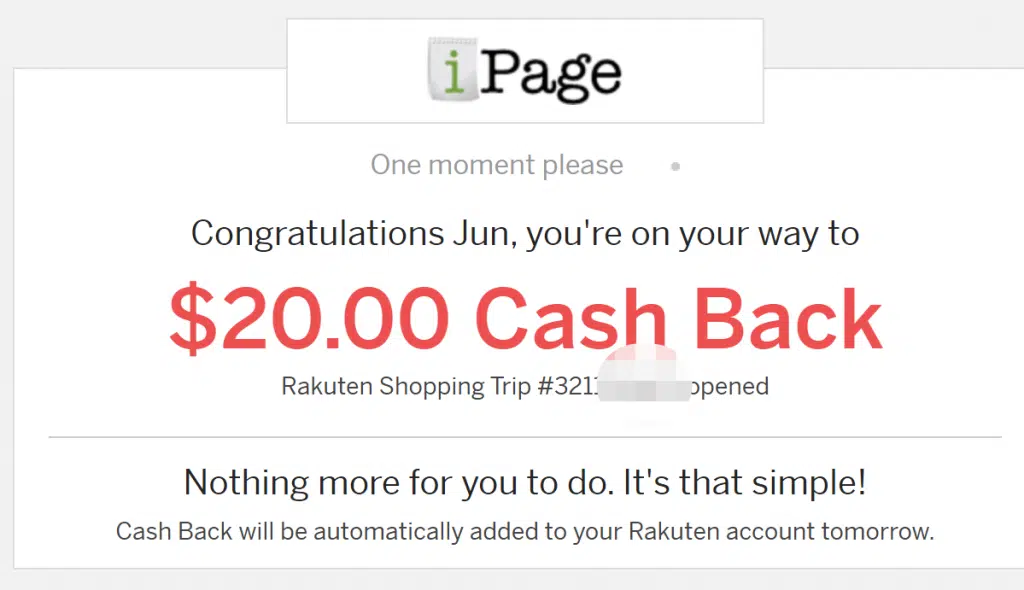 iPage
One moment please
Congratulations Jun, you're on your way to
$20.00 Cash Back
Rakuten Shopping Trip opened
Nothing more for you to do. It's that simple!
Cash Back will be automatically added to your Rakuten account tomorrow.